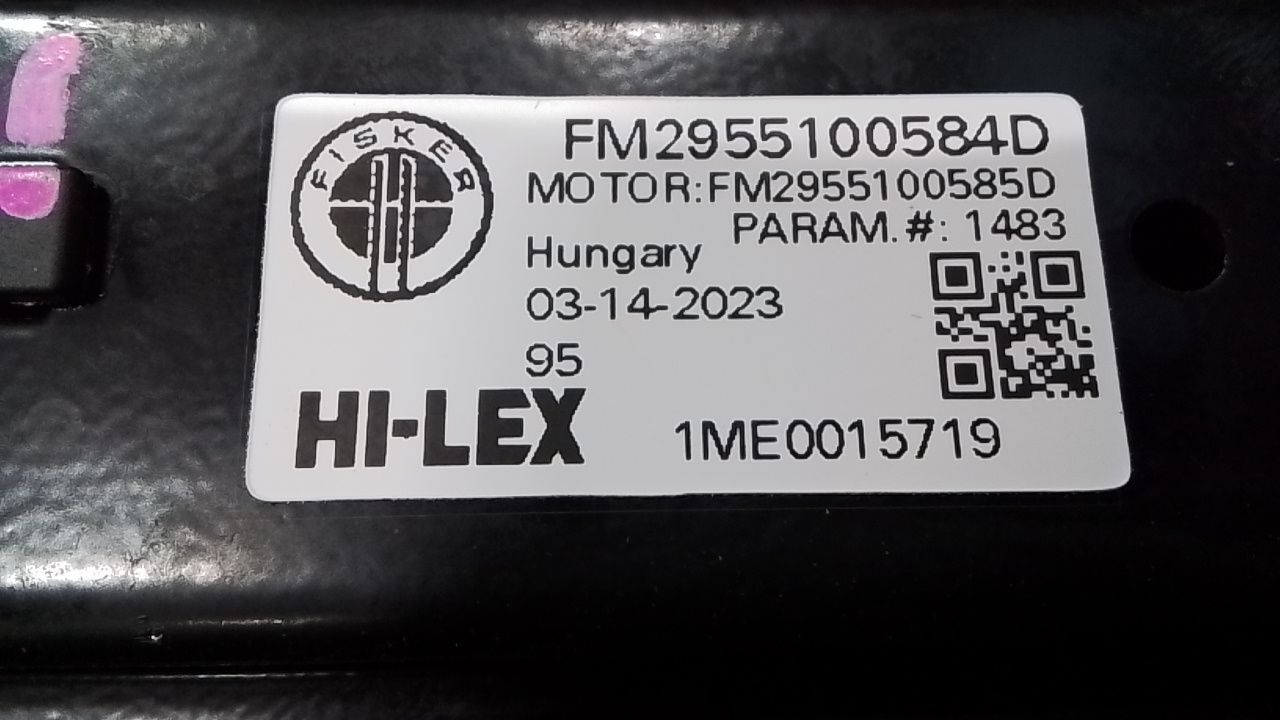 FISKER
FM2955100584D
MOTOR:FM2955100585D
PARAM.#: 1483
Hungary
03-14-2023
95
HI-LEX
1ME0015719